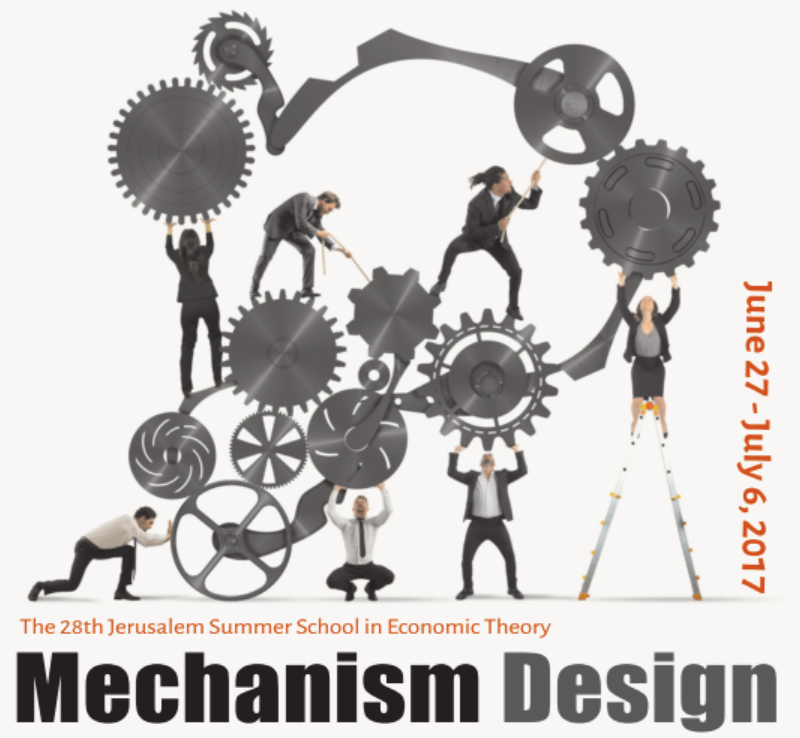 June 27 - July 6, 2017
The 28th Jerusalem Summer School in Economic Theory
Mechanism Design